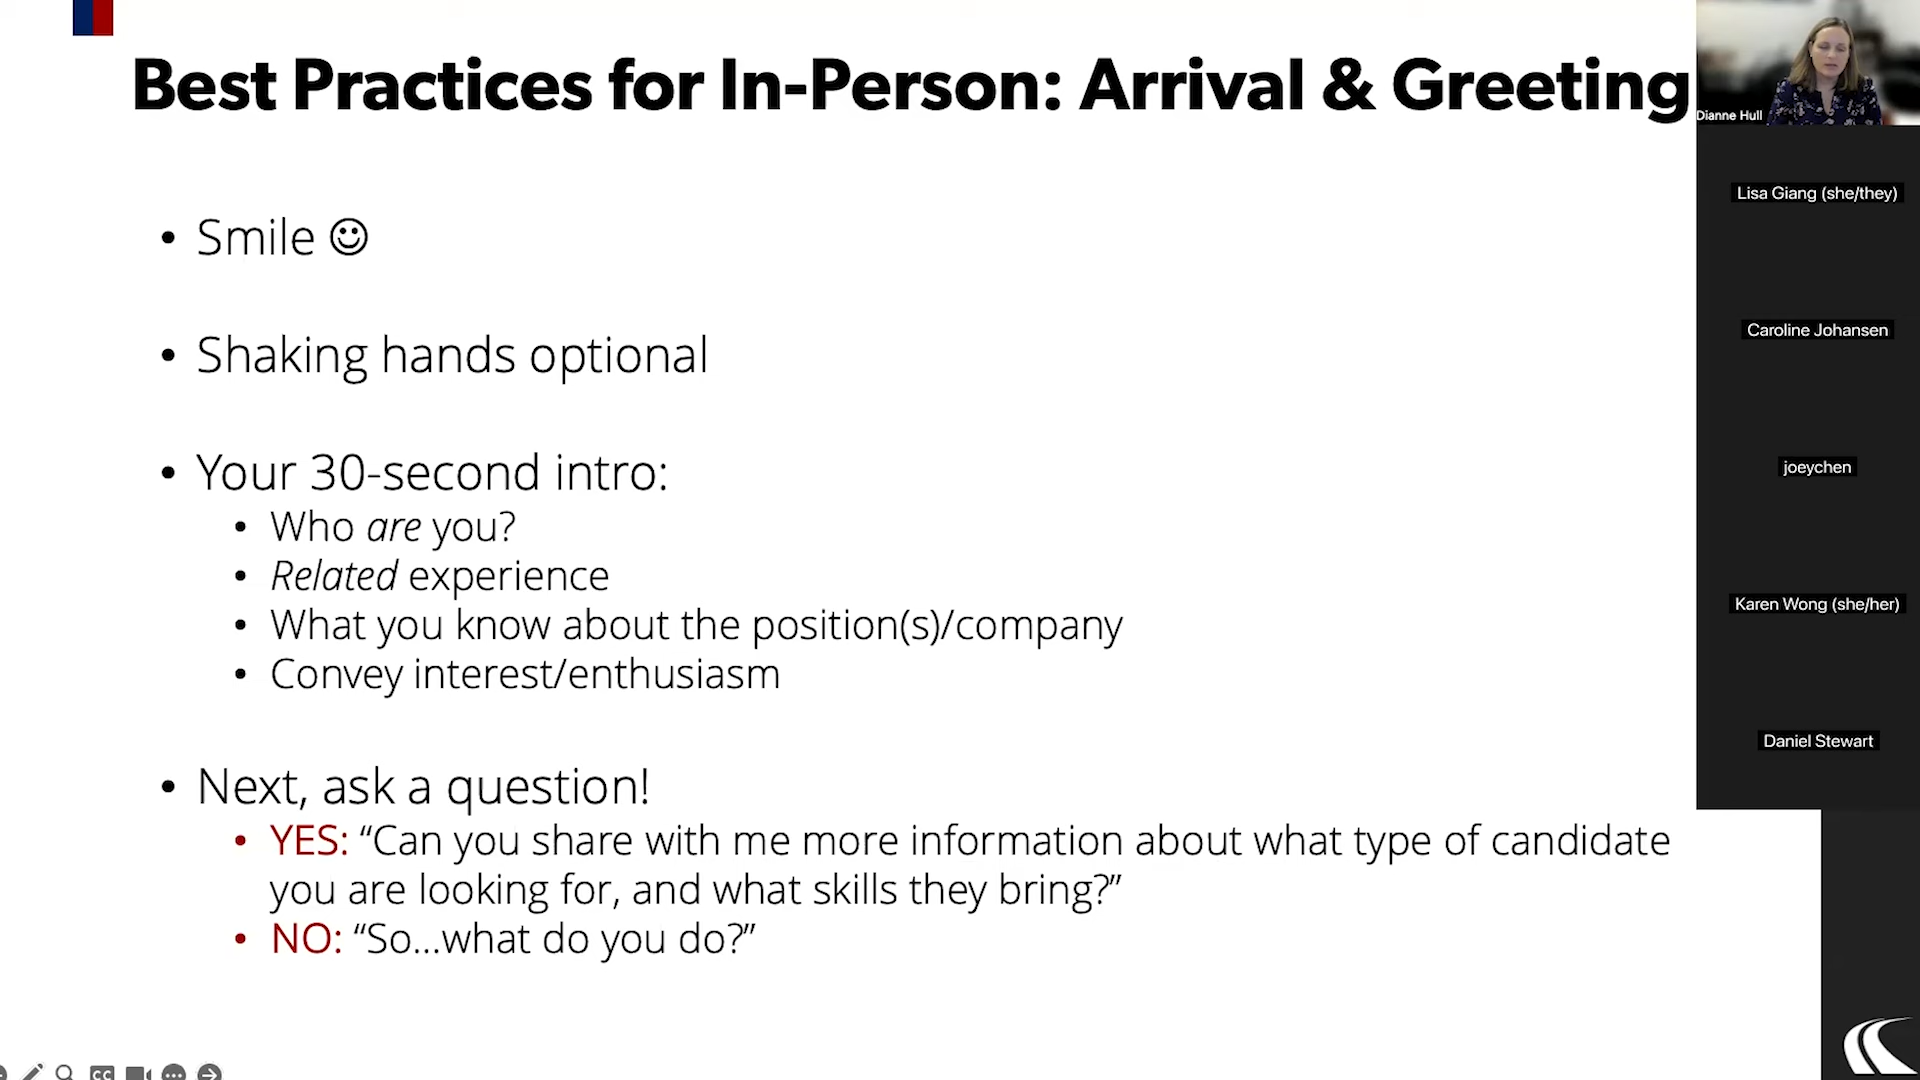 Best Practices for In-Person: Arrival & Greeting
• Smile ☺
• Shaking hands optional
• Your 30-second intro:
• Who are you?
• Related experience
• What you know about the position(s)/company
• Convey interest/enthusiasm
• Next, ask a question!
• YES: “Can you share with me more information about what type of candidate
you are looking for, and what skills they bring?”
• NO: “So...what do you do?”
Dianne Hull
Lisa Giang (she/they)
Caroline Johansen
joeychen
Karen Wong (she/her)
Daniel Stewart
CC